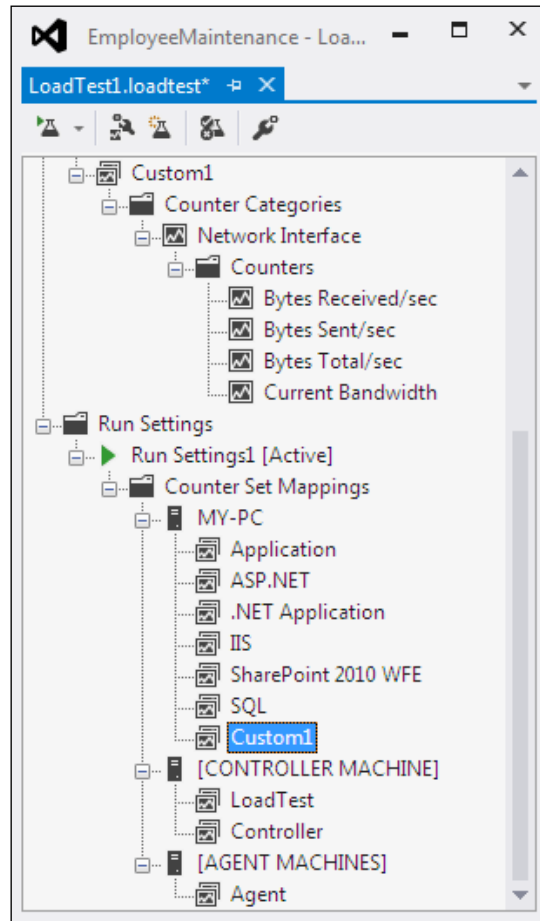 EmployeeMaintenance - Loa...
LoadTest1.loadtest*
Custom1
Counter Categories
Network Interface
Counters
Bytes Received/sec
Bytes Sent/sec
Bytes Total/sec
Current Bandwidth
Run Settings
Run Settings1 [Active]
Counter Set Mappings
MY-PC
Application
ASP.NET
.NET Application
IIS
SharePoint 2010 WFE
SQL
Custom1
[CONTROLLER MACHINE]
LoadTest
Controller
[AGENT MACHINES]
Agent